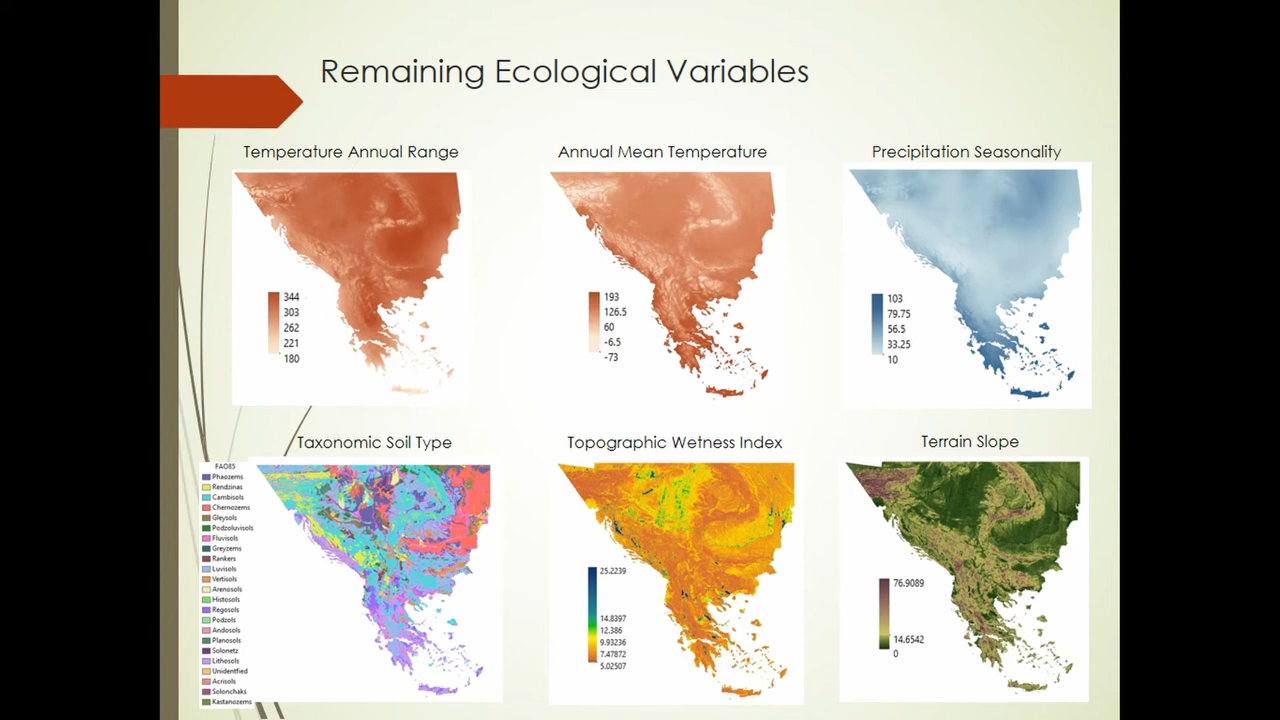 Remaining Ecological Variables
Temperature Annual Range
Annual Mean Temperature
Precipitation Seasonality
344
303
262
221
180
193
126.5
60
-6.5
-73
103
79.75
56.5
33.25
10
Taxonomic Soil Type
Topographic Wetness Index
Terrain Slope
FAO85
Phaozems
Rendzinas
Cambisols
Chernozems
Gleysols
Podzoluvisols
Fluvisols
Greyzems
Rankers
Luvisols
Vertisols
Arenosols
Histosols
Regosols
Podzols
Andosols
Planosols
Solonetz
Lithosols
Unidentfied
Acrisols
Solonchaks
Kastanozems
25.2239
14.8397
12.386
9.93236
7.47872
5.02507
76.9089
14.6542
0